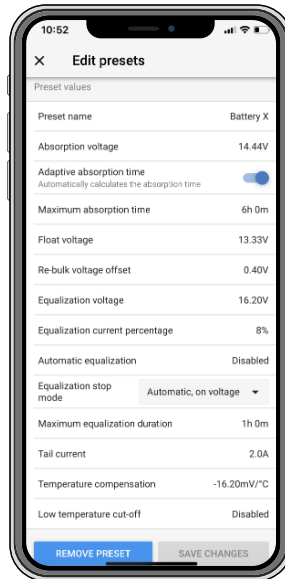 10:52
× Edit presets
Preset values
Preset name Battery X
Absorption voltage 14.44V
Adaptive absorption time
Automatically calculates the absorption time
Maximum absorption time 6h 0m
Float voltage 13.33V
Re-bulk voltage offset 0.40V
Equalization voltage 16.20V
Equalization current percentage 8%
Automatic equalization Disabled
Equalization stop mode Automatic, on voltage
Maximum equalization duration 1h 0m
Tail current 2.0A
Temperature compensation -16.20mV/°C
Low temperature cut-off Disabled
REMOVE PRESET SAVE CHANGES